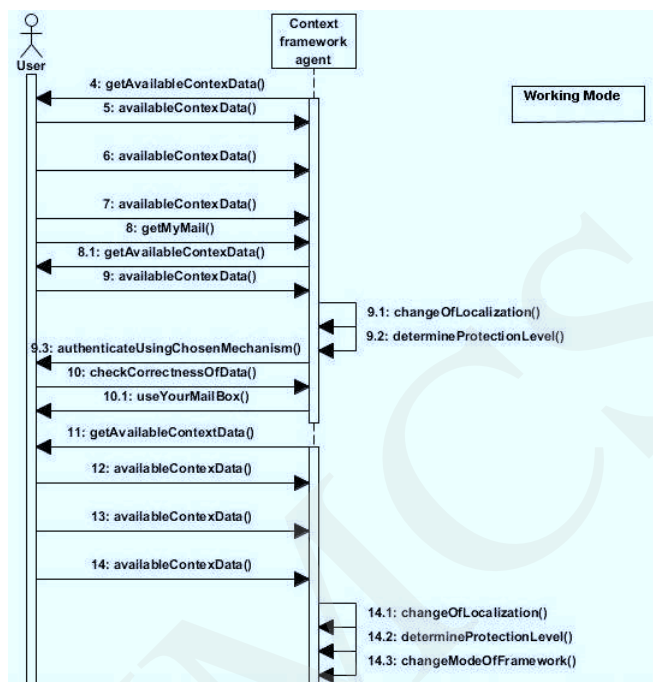 Context
framework
agent
User
4: getAvailableContexData()
Working Mode
5: availableContexData()
6: availableContexData()
7: availableContexData()
8: getMyMail()
8.1: getAvailableContexData()
9: availableContexData()
9.1: changeOfLocalization()
9.2: determineProtectionLevel()
9.3: authenticateUsingChosenMechanism()
10: checkCorrectnessOfData()
10.1: useYourMailBox()
11: getAvailableContextData()
12: availableContexData()
13: availableContexData()
14: availableContexData()
14.1: changeOfLocalization()
14.2: determineProtectionLevel()
14.3: changeModeOfFramework()